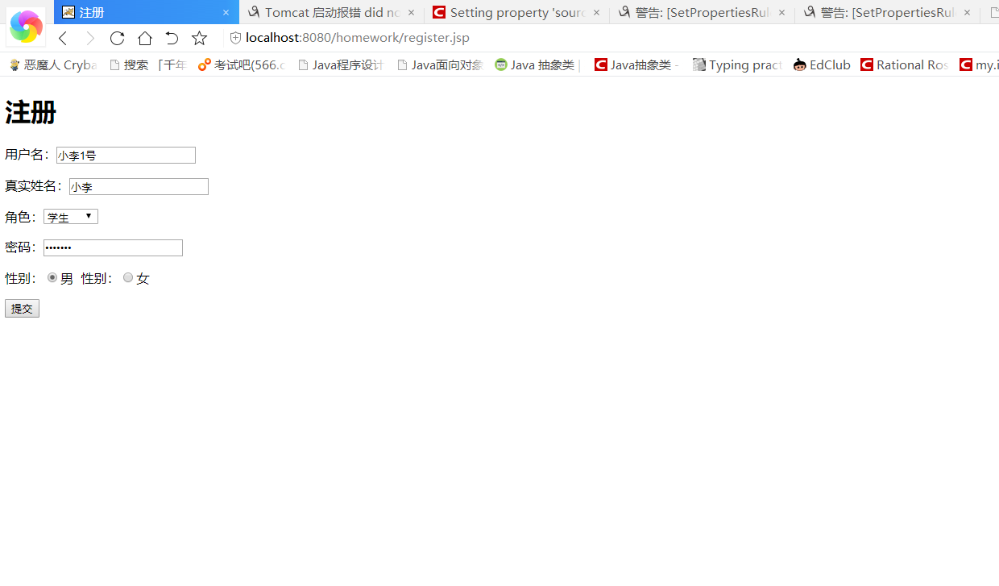 注册
Tomcat 启动报错 did no
Setting property 'sour
警告: [SetPropertiesRul
警告: [SetPropertiesRul
localhost:8080/homework/register.jsp
恶魔人 Cryba 搜索 「千年 考试吧(566.c Java程序设计 Java面向对象 Java 抽象类 | Java抽象类 - Typing pract EdClub Rational Ros my.i
注册
用户名：小李1号
真实姓名：小李
角色：学生
密码：•••••••
性别：男 性别：女
提交